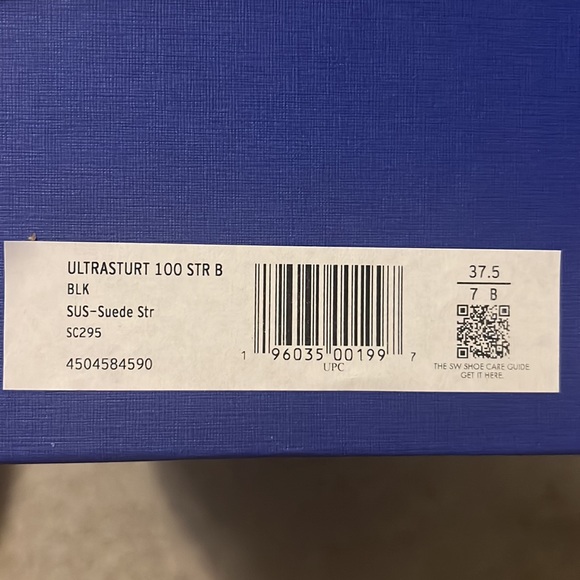 ULTRASTURT 100 STR B
BLK
SUS-Suede Str
SC295
4504584590
1 96035 00199 7
UPC
37.5
7 B
THE SW SHOE CARE GUIDE
GET IT HERE.